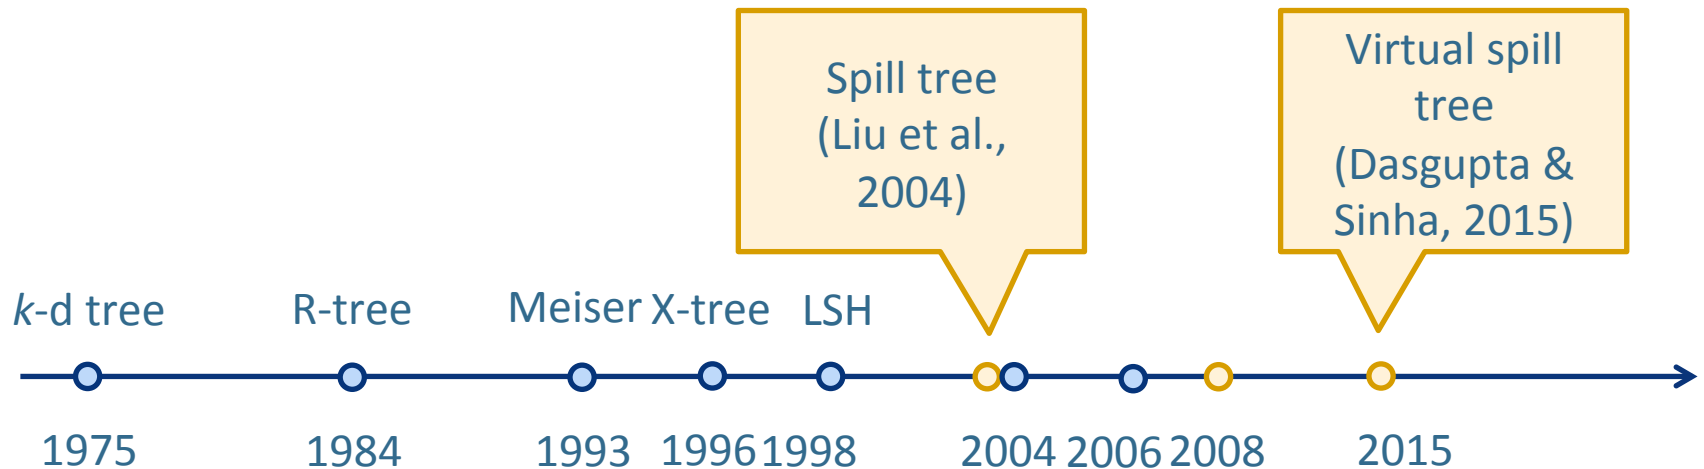 Spill tree
(Liu et al.,
2004)
Virtual spill
tree
(Dasgupta &
Sinha, 2015)
k-d tree
R-tree
Meiser
X-tree
LSH
1975
1984
1993
1996
1998
2004
2006
2008
2015